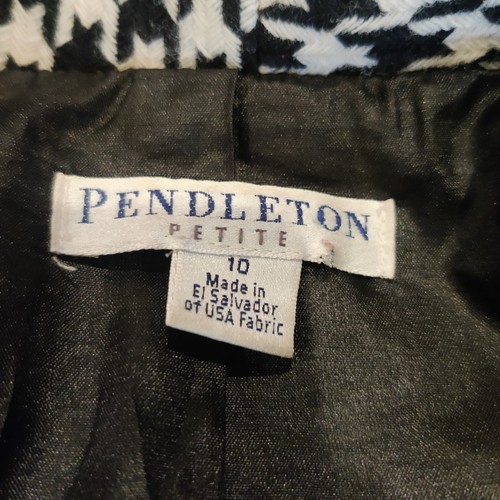 PENDLETON
PETITE
10
Made in
El Salvador
of USA Fabric